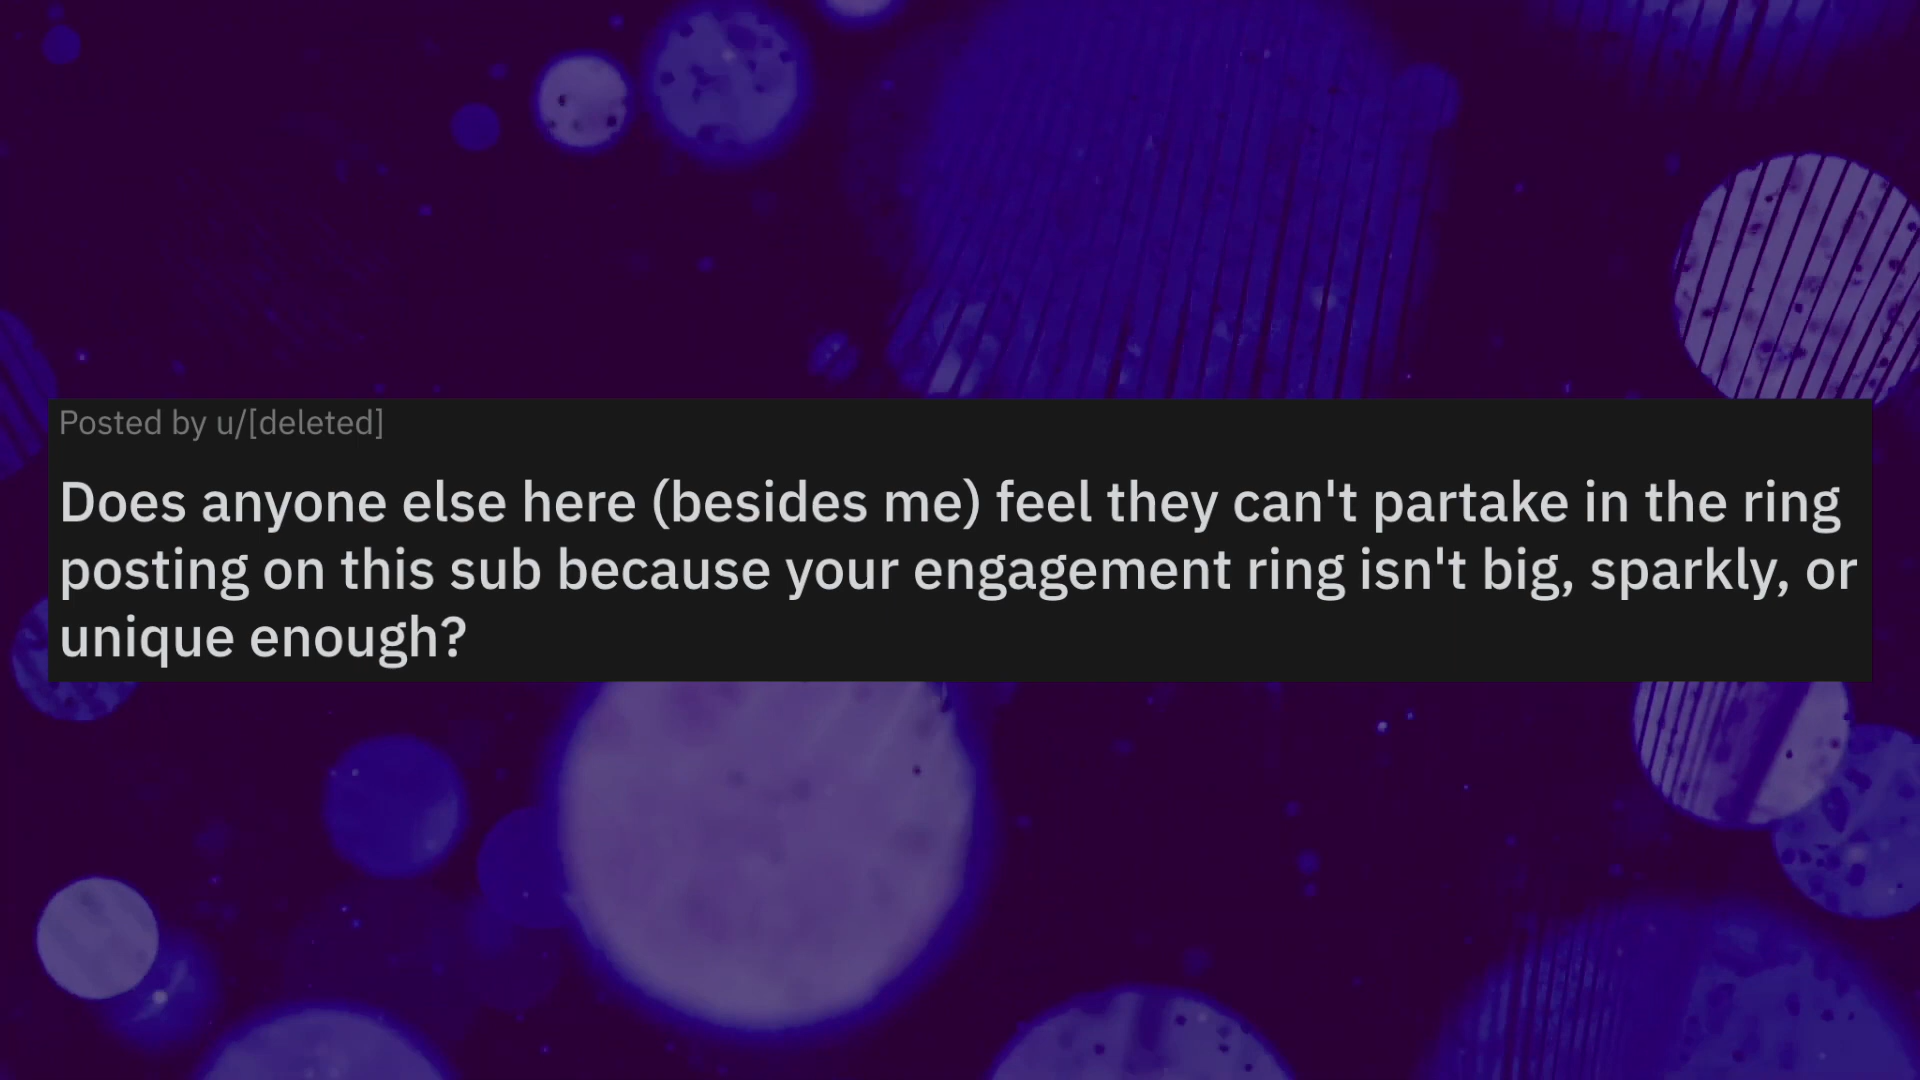 Posted by u/[deleted]
Does anyone else here (besides me) feel they can't partake in the ring
posting on this sub because your engagement ring isn't big, sparkly, or
unique enough?